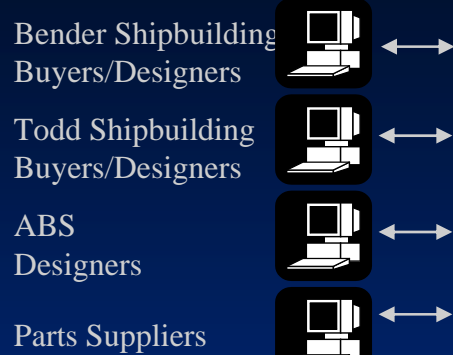 Bender Shipbuilding
Buyers/Designers
Todd Shipbuilding
Buyers/Designers
ABS
Designers
Parts Suppliers